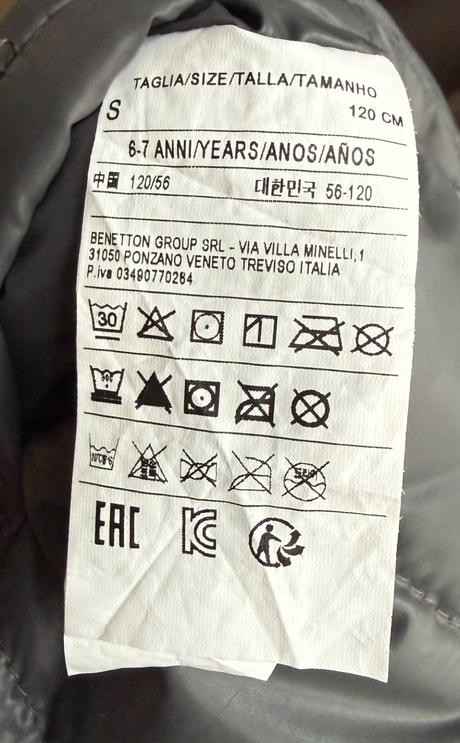 TAGLIA/SIZE/TALLA/TAMANHO
S 120 CM
6-7 ANNI/YEARS/ANOS/AÑOS
中国 120/56 대한민국 56-120
BENETTON GROUP SRL - VIA VILLA MINELLI,1
31050 PONZANO VENETO TREVISO ITALIA
P.iva 03490770264
30
EAC